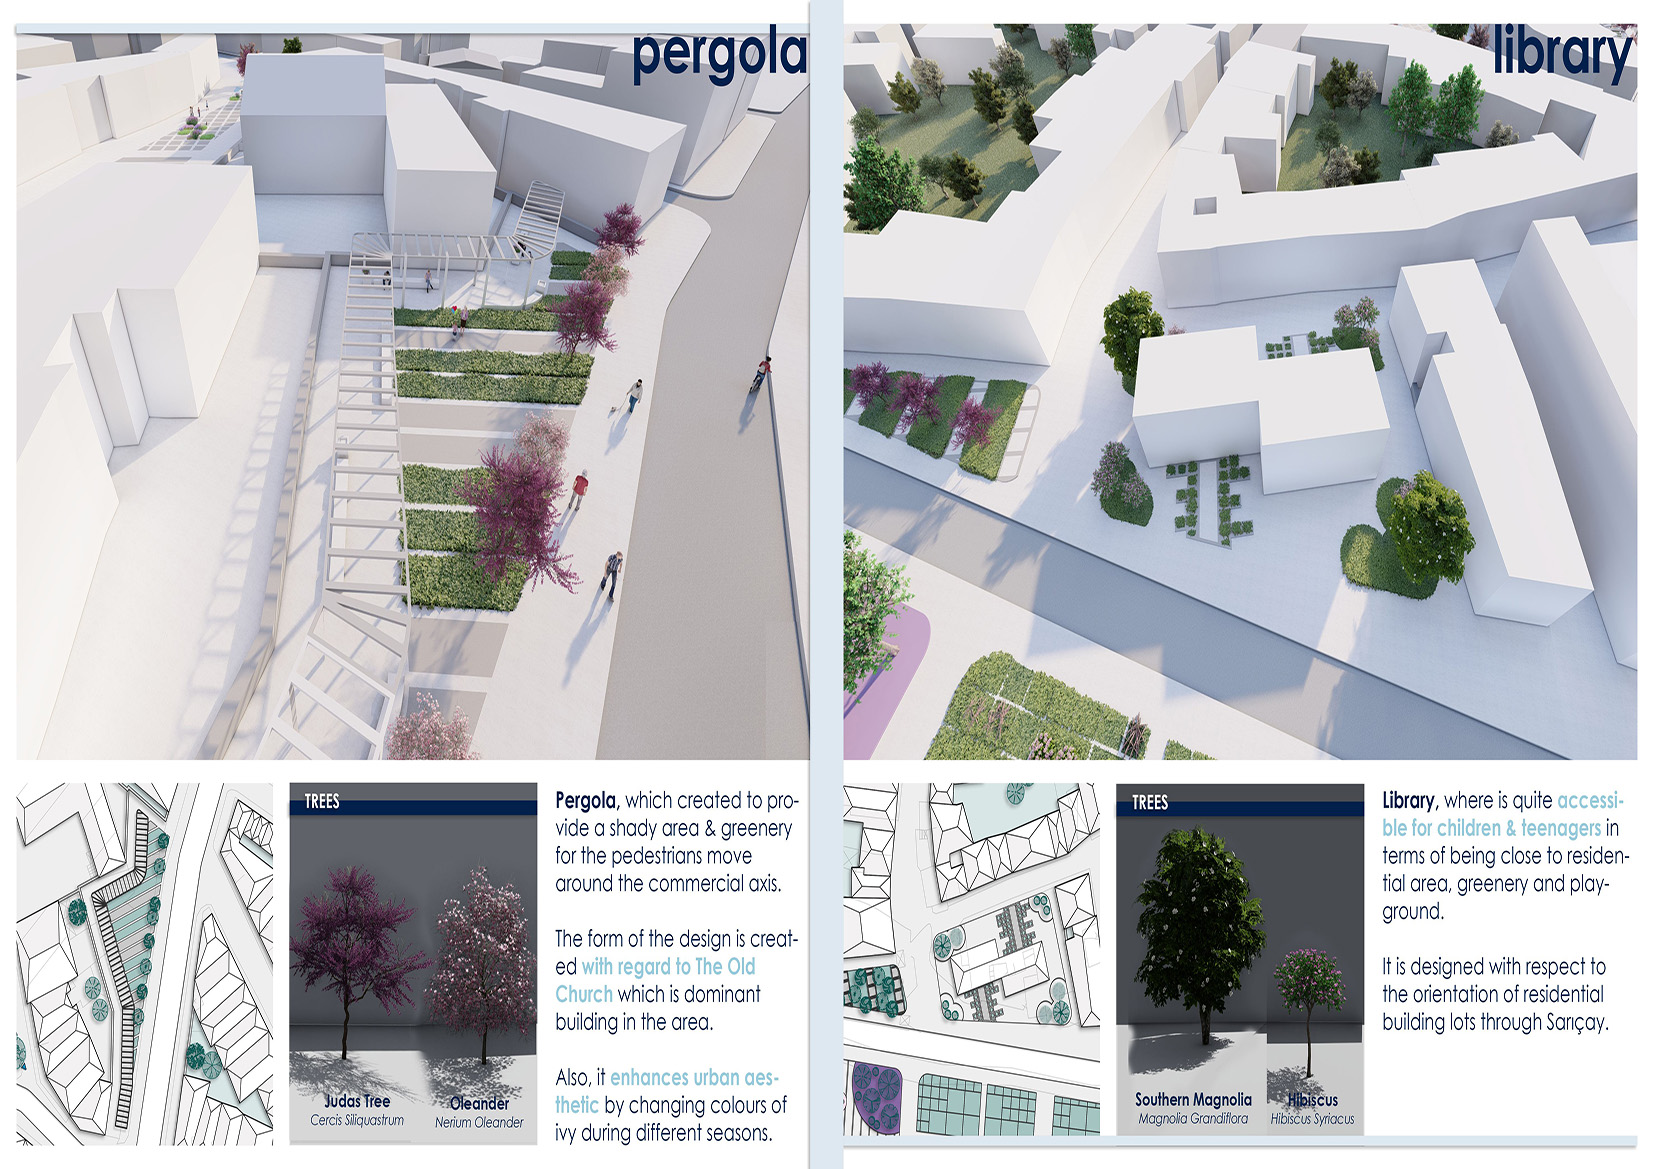 pergola
TREES
Judas Tree
Cercis Siliquastrum
Oleander
Nerium Oleander
Pergola, which created to pro-
vide a shady area & greenery
for the pedestrians move
around the commercial axis.
The form of the design is creat-
ed with regard to The Old
Church which is dominant
building in the area.
Also, it enhances urban aes-
thetic by changing colours of
ivy during different seasons.
library
TREES
Southern Magnolia
Magnolia Grandiflora
Hibiscus
Hibiscus Syriacus
Library, where is quite accessi-
ble for children & teenagers in
terms of being close to residen-
tial area, greenery and play-
ground.
It is designed with respect to
the orientation of residential
building lots through Sarıçay.